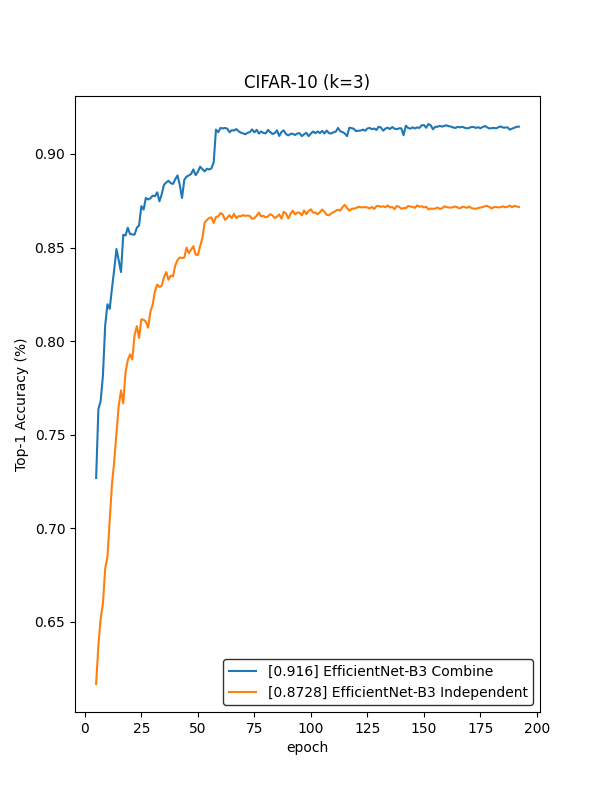 CIFAR-10 (k=3)
Top-1 Accuracy (%)
0.90
0.85
0.80
0.75
0.70
0.65
[0.916] EfficientNet-B3 Combine
[0.8728] EfficientNet-B3 Independent
0 25 50 75 100 125 150 175 200
epoch